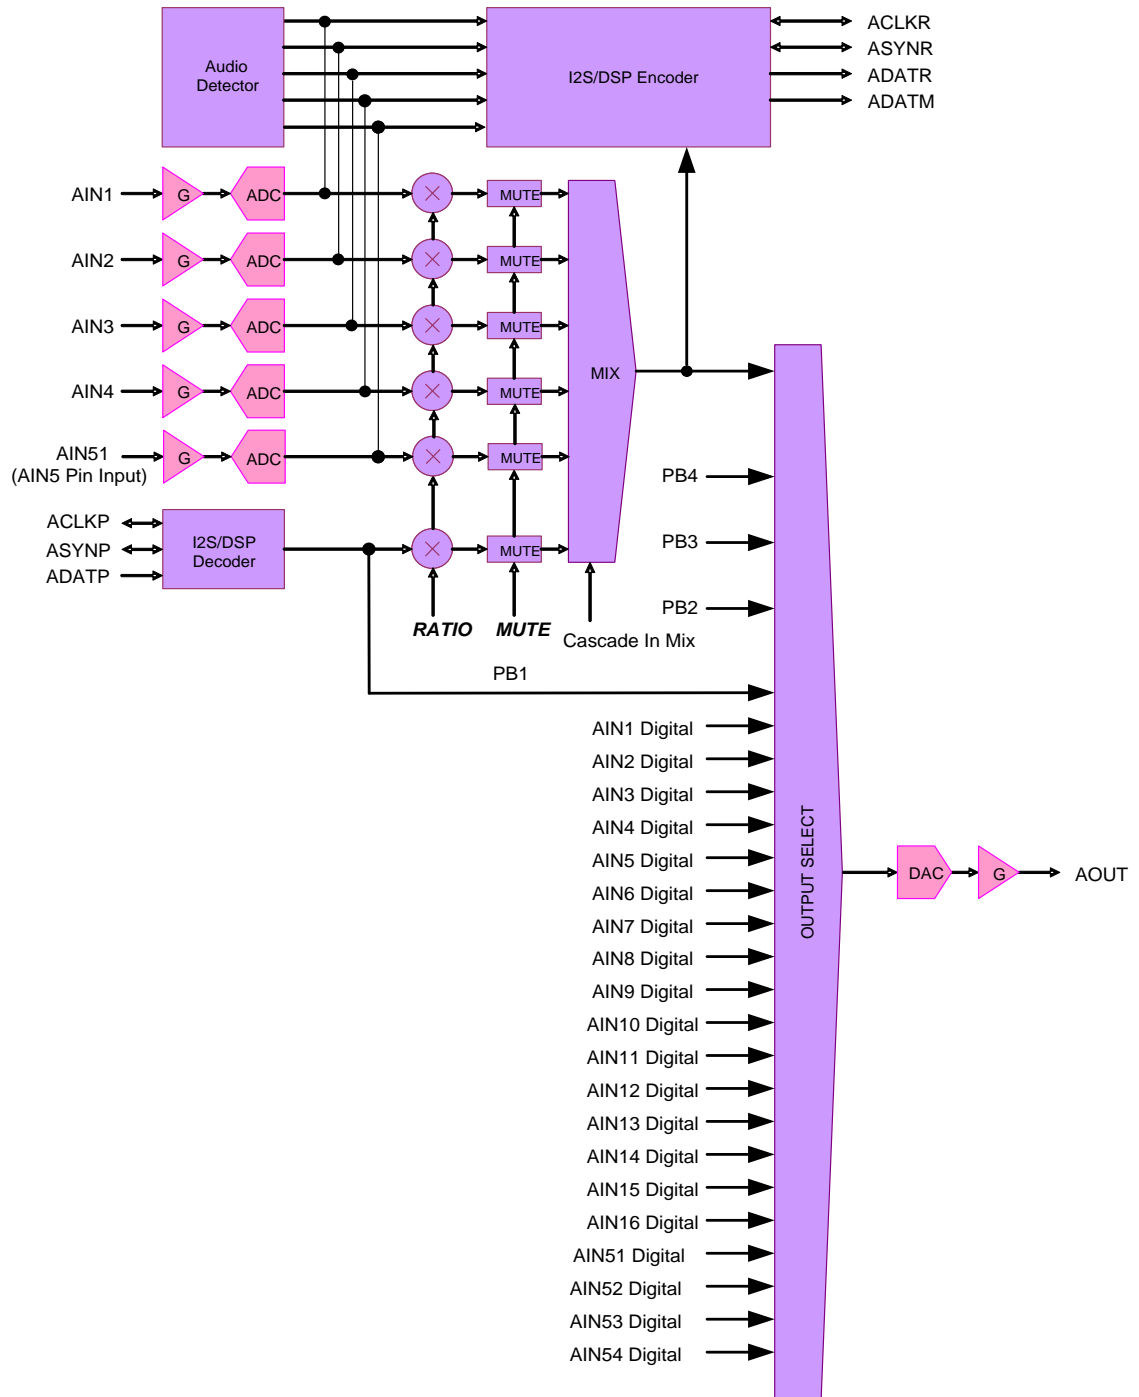 Audio
Detector
I2S/DSP Encoder
ACLKR
ASYNR
ADATR
ADATM
AIN1
G
ADC
MUTE
AIN2
G
ADC
MUTE
AIN3
G
ADC
MUTE
AIN4
G
ADC
MUTE
AIN51
(AIN5 Pin Input)
G
ADC
MUTE
MIX
ACLKP
ASYNP
ADATP
I2S/DSP
Decoder
MUTE
RATIO
MUTE
Cascade In Mix
PB4
PB3
PB2
PB1
AIN1 Digital
AIN2 Digital
AIN3 Digital
AIN4 Digital
AIN5 Digital
AIN6 Digital
AIN7 Digital
AIN8 Digital
AIN9 Digital
AIN10 Digital
AIN11 Digital
AIN12 Digital
AIN13 Digital
AIN14 Digital
AIN15 Digital
AIN16 Digital
AIN51 Digital
AIN52 Digital
AIN53 Digital
AIN54 Digital
OUTPUT SELECT
DAC
G
AOUT